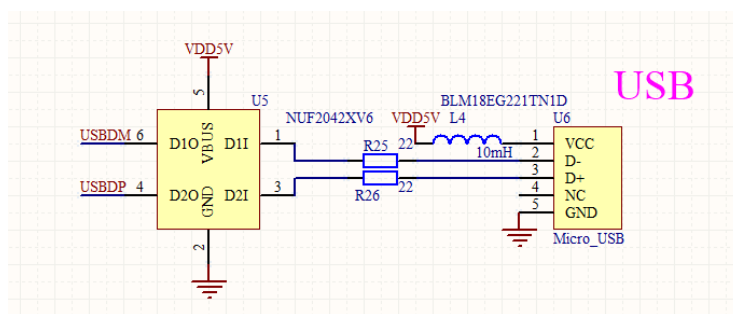 USB
VDD5V
5
U5
NUF2042XV6
VDD5V
BLM18EG221TN1D
L4
U6
10mH
USBDM 6
D1O
VBUS
D1I
1
R25
22
1
VCC
2
D-
3
D+
4
NC
5
GND
USBDP 4
D2O
GND
D2I
3
R26
22
Micro_USB
2